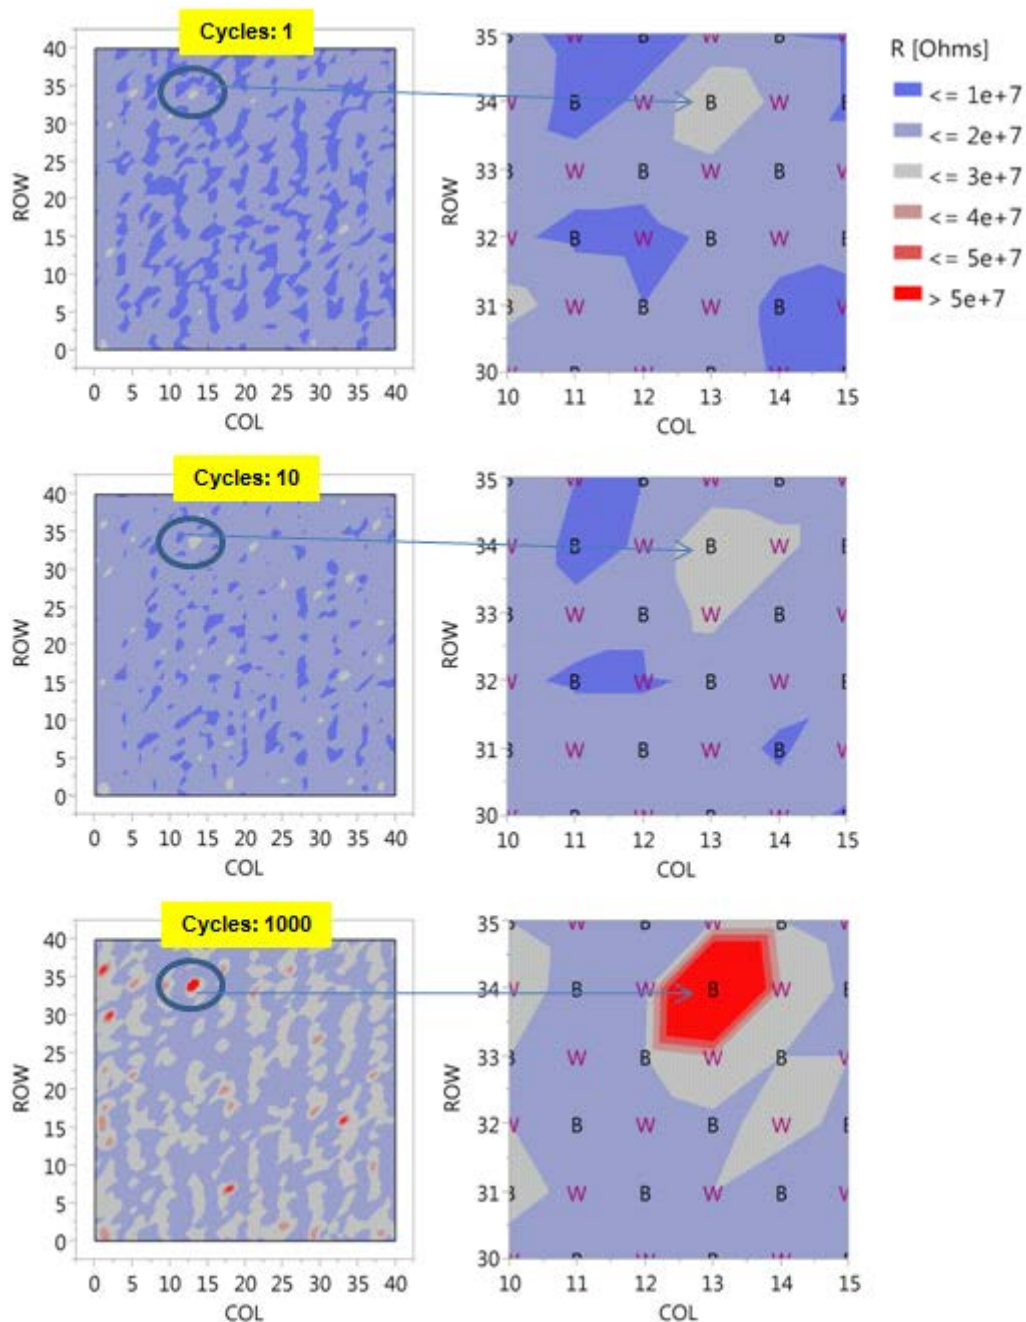 Cycles: 1
40
35
30
25
20
15
10
5
0
ROW
0 5 10 15 20 25 30 35 40
COL
35 B W B W B
34 W B W B W B
33 B W B W B W
32 W B W B W B
31 B W B W B W
30 W B W B W B
ROW
10 11 12 13 14 15
COL
R [Ohms]
<= 1e+7
<= 2e+7
<= 3e+7
<= 4e+7
<= 5e+7
> 5e+7
Cycles: 10
40
35
30
25
20
15
10
5
0
ROW
0 5 10 15 20 25 30 35 40
COL
35 B W B W B W
34 W B W B W B
33 B W B W B W
32 W B W B W B
31 B W B W B W
30 W B W B W B
ROW
10 11 12 13 14 15
COL
Cycles: 1000
40
35
30
25
20
15
10
5
0
ROW
0 5 10 15 20 25 30 35 40
COL
35 B W B W B W
34 W B W B W B
33 B W B W B W
32 W B W B W B
31 B W B W B W
30 W B W B W B
ROW
10 11 12 13 14 15
COL